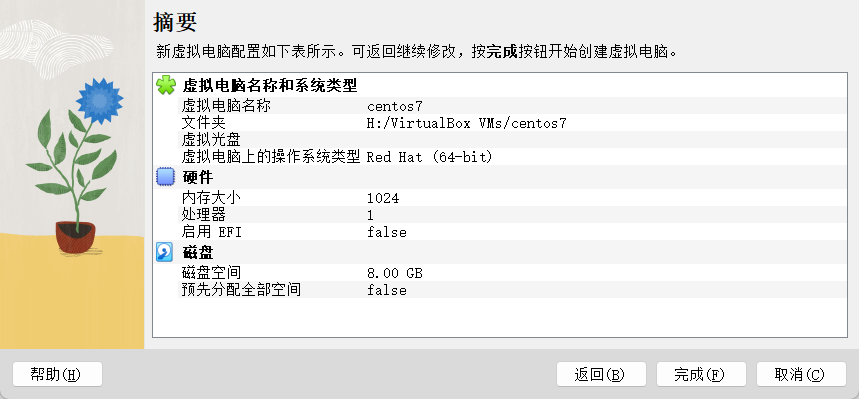 摘要
新虚拟电脑配置如下表所示。可返回继续修改，按完成按钮开始创建虚拟电脑。
虚拟电脑名称和系统类型
虚拟电脑名称 centos7
文件夹 H:/VirtualBox VMs/centos7
虚拟光盘
虚拟电脑上的操作系统类型 Red Hat (64-bit)
硬件
内存大小 1024
处理器 1
启用 EFI false
磁盘
磁盘空间 8.00 GB
预先分配全部空间 false
帮助(H) 返回(B) 完成(F) 取消(C)